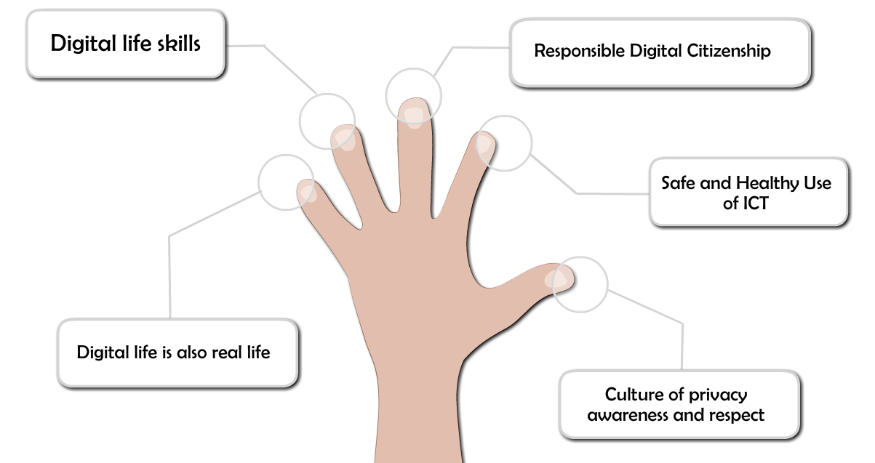 Digital life skills
Responsible Digital Citizenship
Safe and Healthy Use
of ICT
Digital life is also real life
Culture of privacy
awareness and respect